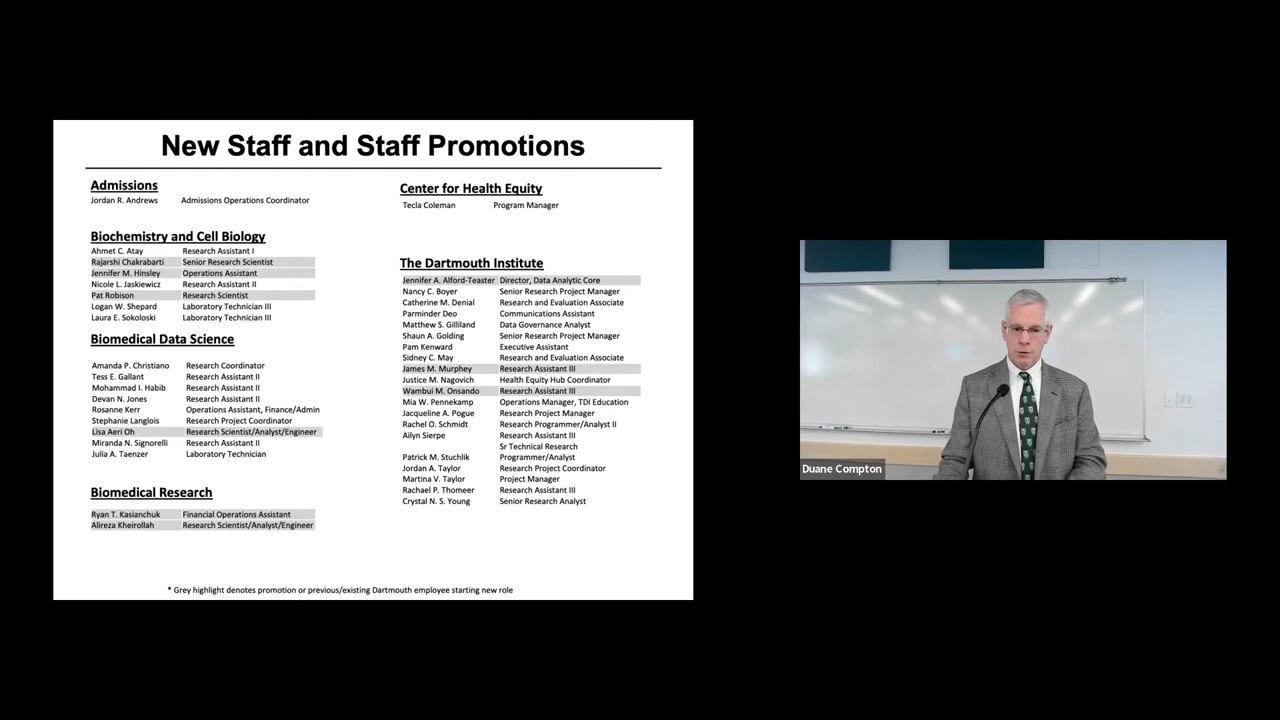 New Staff and Staff Promotions
Admissions
Jordan R. Andrews Admissions Operations Coordinator
Biochemistry and Cell Biology
Ahmet C. Atay Research Assistant I
Rajarshi Chakrabarti Senior Research Scientist
Jennifer M. Hinsley Operations Assistant
Nicole L. Jaskiewicz Research Assistant II
Pat Robison Research Scientist
Logan W. Shepard Laboratory Technician III
Laura E. Sokoloski Laboratory Technician III
Biomedical Data Science
Amanda P. Christiano Research Coordinator
Tess E. Gallant Research Assistant II
Mohammad I. Habib Research Assistant II
Devan N. Jones Research Assistant II
Rosanne Kerr Operations Assistant, Finance/Admin
Stephanie Langlois Research Project Coordinator
Lisa Aeri Oh Research Scientist/Analyst/Engineer
Miranda N. Signorelli Research Assistant II
Julia A. Taenzer Laboratory Technician
Biomedical Research
Ryan T. Kasianchuk Financial Operations Assistant
Alireza Kheirollah Research Scientist/Analyst/Engineer
Center for Health Equity
Tecla Coleman Program Manager
The Dartmouth Institute
Jennifer A. Alford-Teaster Director, Data Analytic Core
Nancy C. Boyer Senior Research Project Manager
Catherine M. Denial Research and Evaluation Associate
Parminder Deo Communications Assistant
Matthew S. Gilliland Data Governance Analyst
Shaun A. Golding Senior Research Project Manager
Pam Kenward Executive Assistant
Sidney C. May Research and Evaluation Associate
James M. Murphey Research Assistant III
Justice M. Nagovich Health Equity Hub Coordinator
Wambui M. Onsando Research Assistant III
Mia W. Pennekamp Operations Manager, TDI Education
Jacqueline A. Pogue Research Project Manager
Rachel O. Schmidt Research Programmer/Analyst II
Ailyn Sierpe Research Assistant III
Sr Technical Research
Patrick M. Stuchlik Programmer/Analyst
Jordan A. Taylor Research Project Coordinator
Martina V. Taylor Project Manager
Rachael P. Thomeer Research Assistant III
Crystal N. S. Young Senior Research Analyst
* Grey highlight denotes promotion or previous/existing Dartmouth employee starting new role
Duane Compton